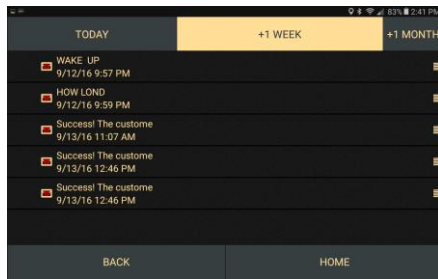 83% 2:41 PM
TODAY +1 WEEK +1 MONTH
WAKE UP
9/12/16 9:57 PM
HOW LOND
9/12/16 9:59 PM
Success! The custome
9/13/16 11:07 AM
Success! The custome
9/13/16 12:46 PM
Success! The custome
9/13/16 12:46 PM
BACK HOME